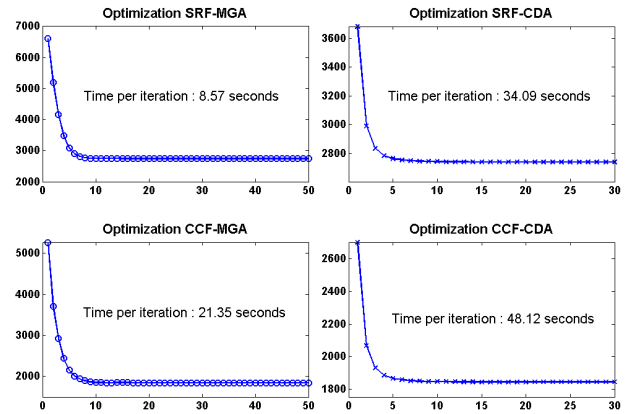 Optimization SRF-MGA
7000
6000
5000
4000
3000
2000
0 10 20 30 40 50
Time per iteration : 8.57 seconds
Optimization SRF-CDA
3600
3400
3200
3000
2800
0 5 10 15 20 25 30
Time per iteration : 34.09 seconds
Optimization CCF-MGA
5000
4000
3000
2000
0 10 20 30 40 50
Time per iteration : 21.35 seconds
Optimization CCF-CDA
2600
2400
2200
2000
1800
0 5 10 15 20 25 30
Time per iteration : 48.12 seconds